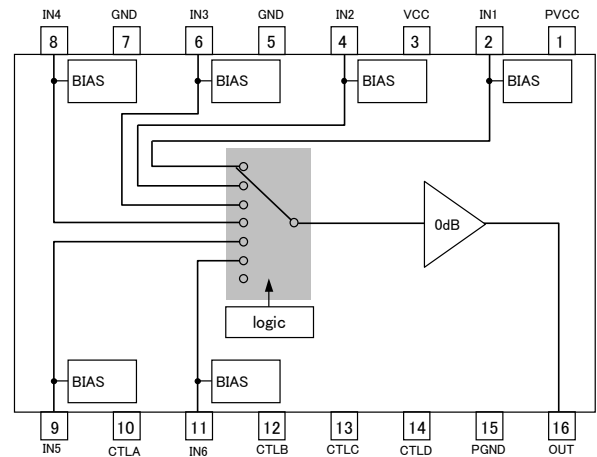 IN4 GND IN3 GND IN2 VCC IN1 PVCC
8 7 6 5 4 3 2 1
BIAS BIAS BIAS BIAS
0dB
logic
BIAS BIAS
9 10 11 12 13 14 15 16
IN5 CTLA IN6 CTLB CTLC CTLD PGND OUT